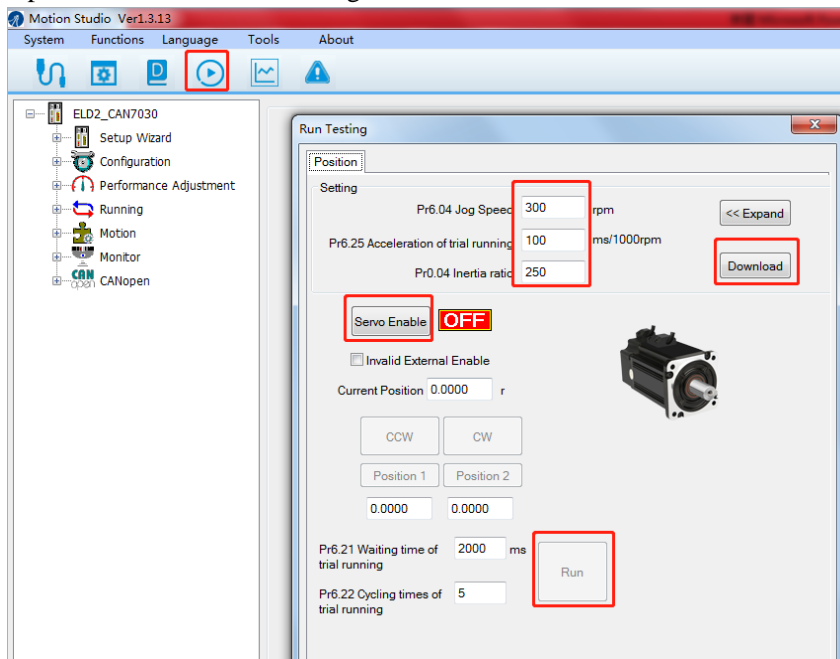 Motion Studio Ver1.3.13
System Functions Language Tools About
D
ELD2_CAN7030
Setup Wizard
Configuration
Performance Adjustment
Running
Motion
Monitor
CANopen
CAN
open
Run Testing
Position
Setting
Pr6.04 Jog Speed 300 rpm
<< Expand
Pr6.25 Acceleration of trial running 100 ms/1000rpm
Pr0.04 Inertia ratio 250
Download
Servo Enable OFF
Invalid External Enable
Current Position 0.0000 r
CCW CW
Position 1 Position 2
0.0000 0.0000
Pr6.21 Waiting time of 2000 ms
trial running
Run
Pr6.22 Cycling times of 5
trial running